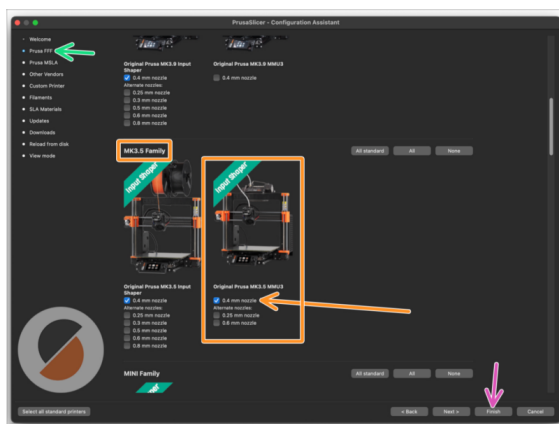 PrusaSlicer - Configuration Assistant
Welcome
Prusa FFF
Prusa MSLA
Other Vendors
Custom Printer
Filaments
SLA Materials
Updates
Downloads
Reload from disk
View mode
Original Prusa MK3.9 Input
Shaper
0.4 mm nozzle
Alternate nozzles:
0.25 mm nozzle
0.3 mm nozzle
0.5 mm nozzle
0.6 mm nozzle
0.8 mm nozzle
Original Prusa MK3.9 MMU3
0.4 mm nozzle
MK3.5 Family
All standard
All
None
Input Shaper
Input Shaper
Original Prusa MK3.5 Input
Shaper
0.4 mm nozzle
Alternate nozzles:
0.25 mm nozzle
0.3 mm nozzle
0.5 mm nozzle
0.6 mm nozzle
0.8 mm nozzle
Original Prusa MK3.5 MMU3
0.4 mm nozzle
Alternate nozzles:
0.25 mm nozzle
0.6 mm nozzle
MINI Family
All standard
All
None
Select all standard printers
< Back
Next >
Finish
Cancel